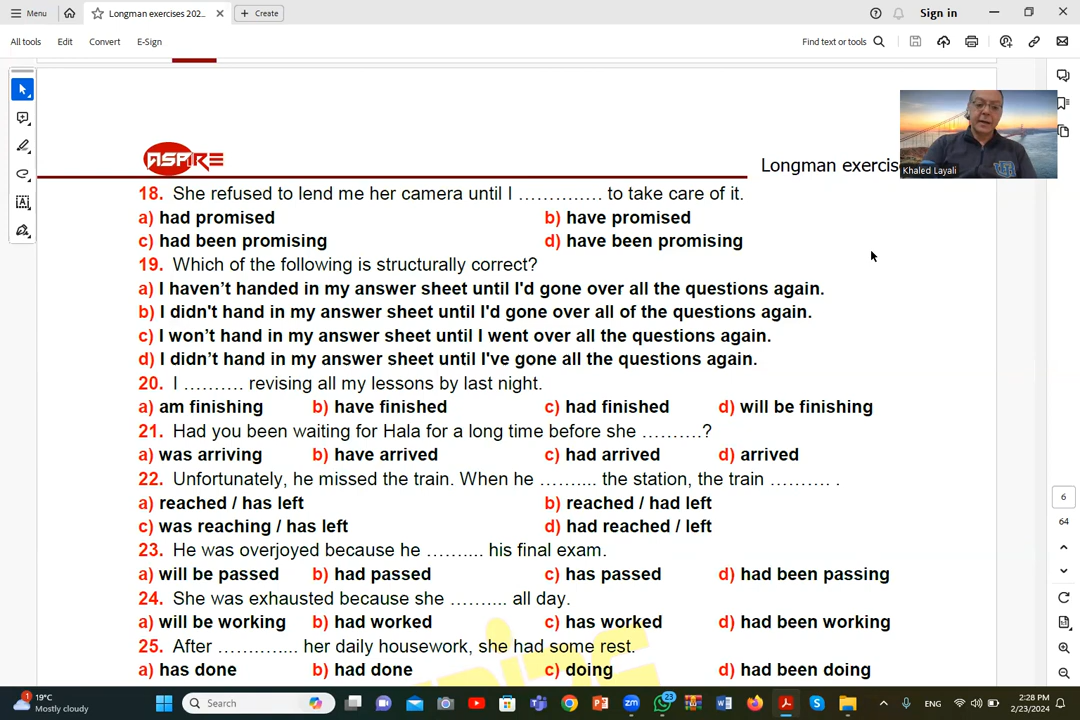 Menu
Longman exercises 202...
Create
Sign in
All tools
Edit
Convert
E-Sign
Find text or tools
ASPIRE
Longman exercis
Khaled Layali
18. She refused to lend me her camera until I ……….…. to take care of it.
a) had promised b) have promised
c) had been promising d) have been promising
19. Which of the following is structurally correct?
a) I haven’t handed in my answer sheet until I'd gone over all the questions again.
b) I didn't hand in my answer sheet until I'd gone over all of the questions again.
c) I won’t hand in my answer sheet until I went over all the questions again.
d) I didn’t hand in my answer sheet until I've gone all the questions again.
20. I ………. revising all my lessons by last night.
a) am finishing b) have finished c) had finished d) will be finishing
21. Had you been waiting for Hala for a long time before she ……….?
a) was arriving b) have arrived c) had arrived d) arrived
22. Unfortunately, he missed the train. When he ……..... the station, the train ………. .
a) reached / has left b) reached / had left
c) was reaching / has left d) had reached / left
23. He was overjoyed because he ……..... his final exam.
a) will be passed b) had passed c) has passed d) had been passing
24. She was exhausted because she ……..... all day.
a) will be working b) had worked c) has worked d) had been working
25. After …………... her daily housework, she had some rest.
a) has done b) had done c) doing d) had been doing
6
64
1
19°C
Mostly cloudy
Search
23
ENG
2:28 PM
2/23/2024